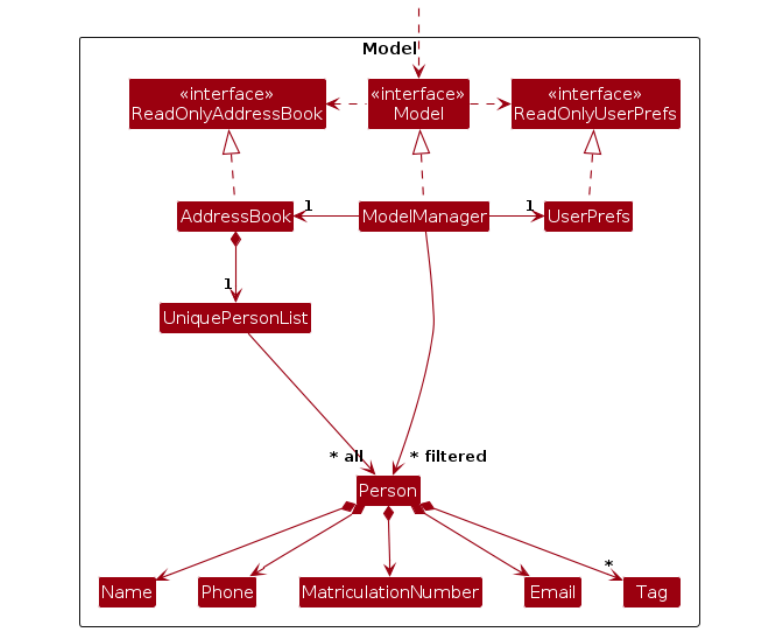 Model
«interface»
ReadOnlyAddressBook
«interface»
Model
«interface»
ReadOnlyUserPrefs
AddressBook
1
ModelManager
1
UserPrefs
1
UniquePersonList
* all
* filtered
Person
*
Name
Phone
MatriculationNumber
Email
Tag